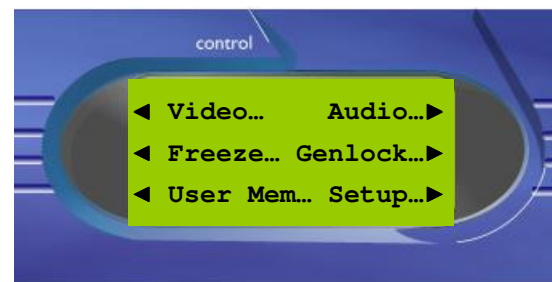 control
◄ Video… Audio…►
◄ Freeze… Genlock…►
◄ User Mem… Setup…►